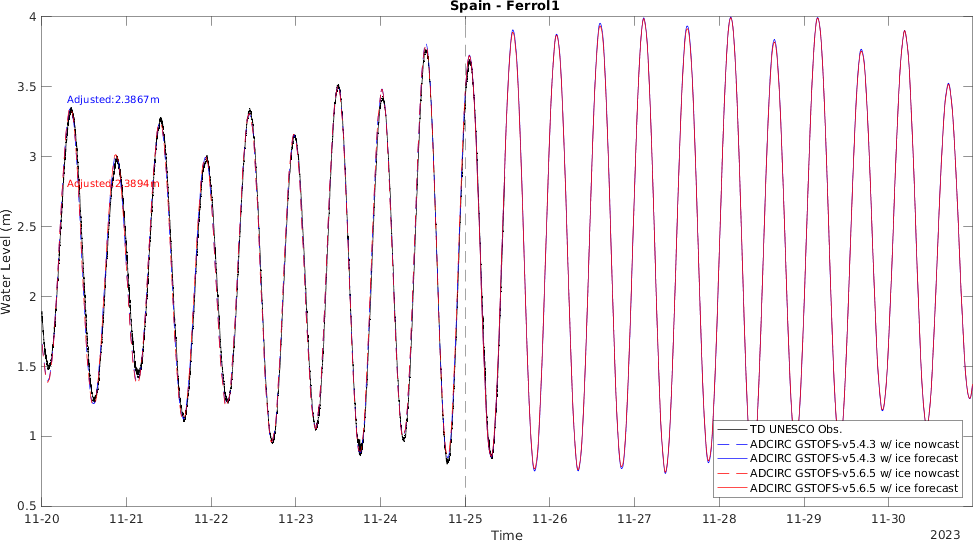 Spain - Ferrol1
4
3.5
3
2.5
2
1.5
1
0.5
Water Level (m)
Adjusted:2.3867m
Adjusted:2.3894m
TD UNESCO Obs.
ADCIRC GSTOFS-v5.4.3 w/ ice nowcast
ADCIRC GSTOFS-v5.4.3 w/ ice forecast
ADCIRC GSTOFS-v5.6.5 w/ ice nowcast
ADCIRC GSTOFS-v5.6.5 w/ ice forecast
11-20 11-21 11-22 11-23 11-24 11-25 11-26 11-27 11-28 11-29 11-30
Time
2023